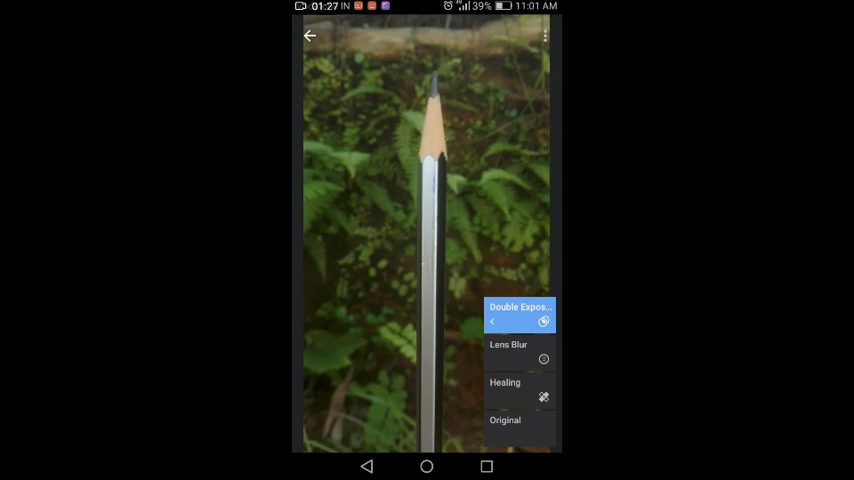 01:27 IN 39% 11:01 AM
Double Expos...
Lens Blur
Healing
Original